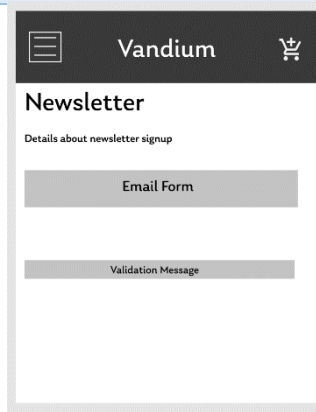 Vandium
Newsletter
Details about newsletter signup
Email Form
Validation Message